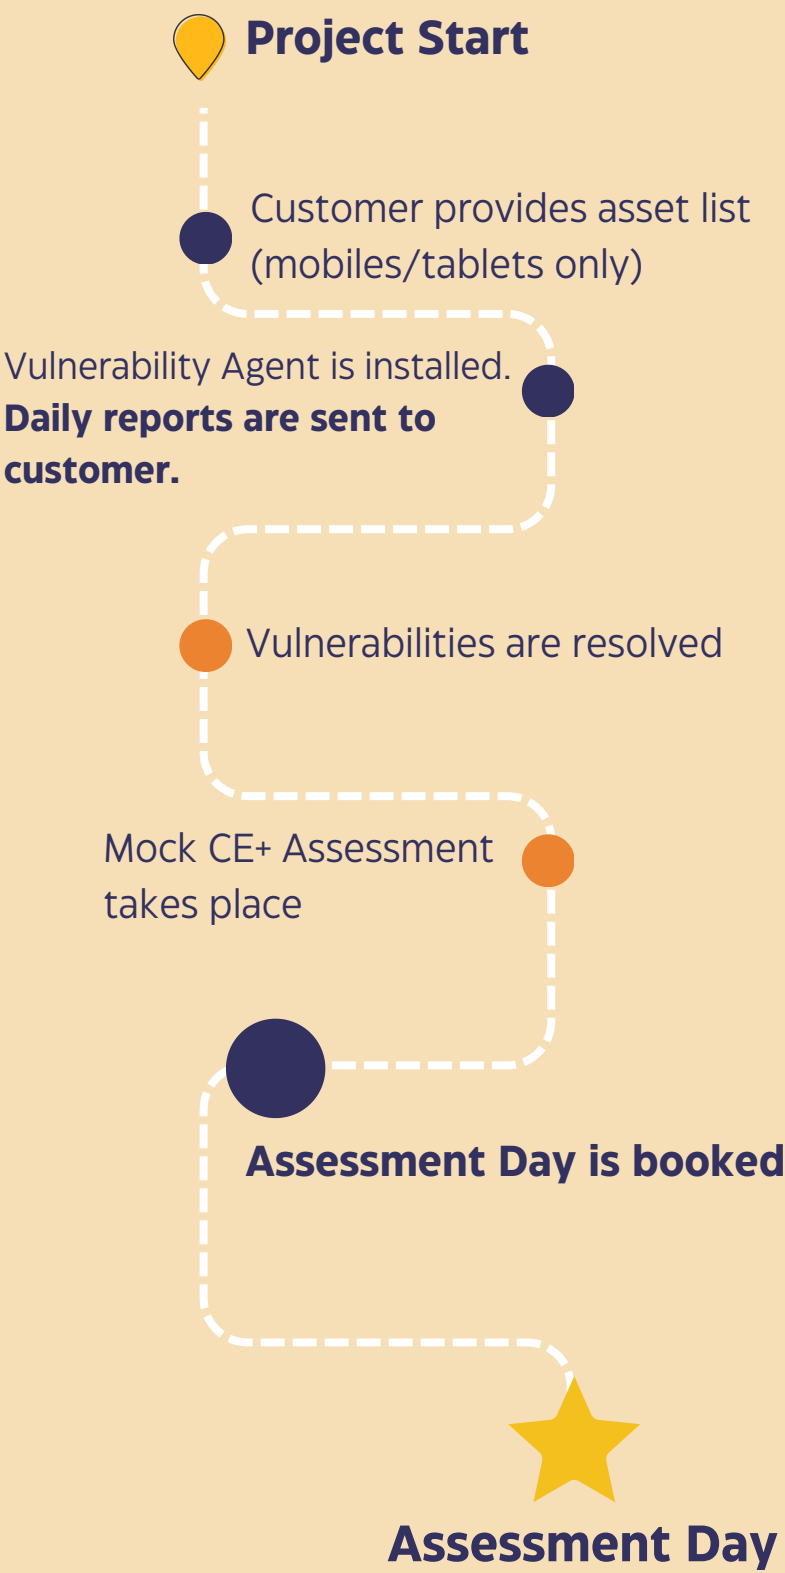 Project Start
Customer provides asset list
(mobiles/tablets only)
Vulnerability Agent is installed.
Daily reports are sent to
customer.
Vulnerabilities are resolved
Mock CE+ Assessment
takes place
Assessment Day is booked
Assessment Day